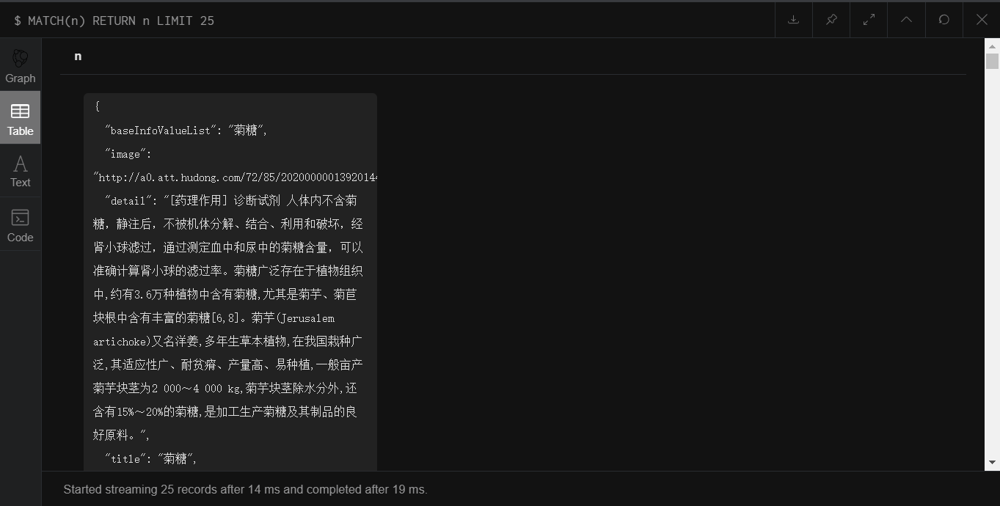 $ MATCH(n) RETURN n LIMIT 25
Graph
Table
Text
Code
n
{
"baseInfoValueList": "菊糖",
"image":
"http://a0.att.hudong.com/72/85/20200000013920144
"detail": "[药理作用] 诊断试剂 人体内不含菊
糖，静注后，不被机体分解、结合、利用和破坏，经
肾小球滤过，通过测定血中和尿中的菊糖含量，可以
准确计算肾小球的滤过率。菊糖广泛存在于植物组织
中,约有3.6万种植物中含有菊糖,尤其是菊芋、菊苣
块根中含有丰富的菊糖[6,8]。菊芋(Jerusalem
artichoke)又名洋姜,多年生草本植物,在我国栽种广
泛,其适应性广、耐贫瘠、产量高、易种植,一般亩产
菊芋块茎为2 000～4 000 kg,菊芋块茎除水分外,还
含有15%～20%的菊糖,是加工生产菊糖及其制品的良
好原料。",
"title": "菊糖",
Started streaming 25 records after 14 ms and completed after 19 ms.